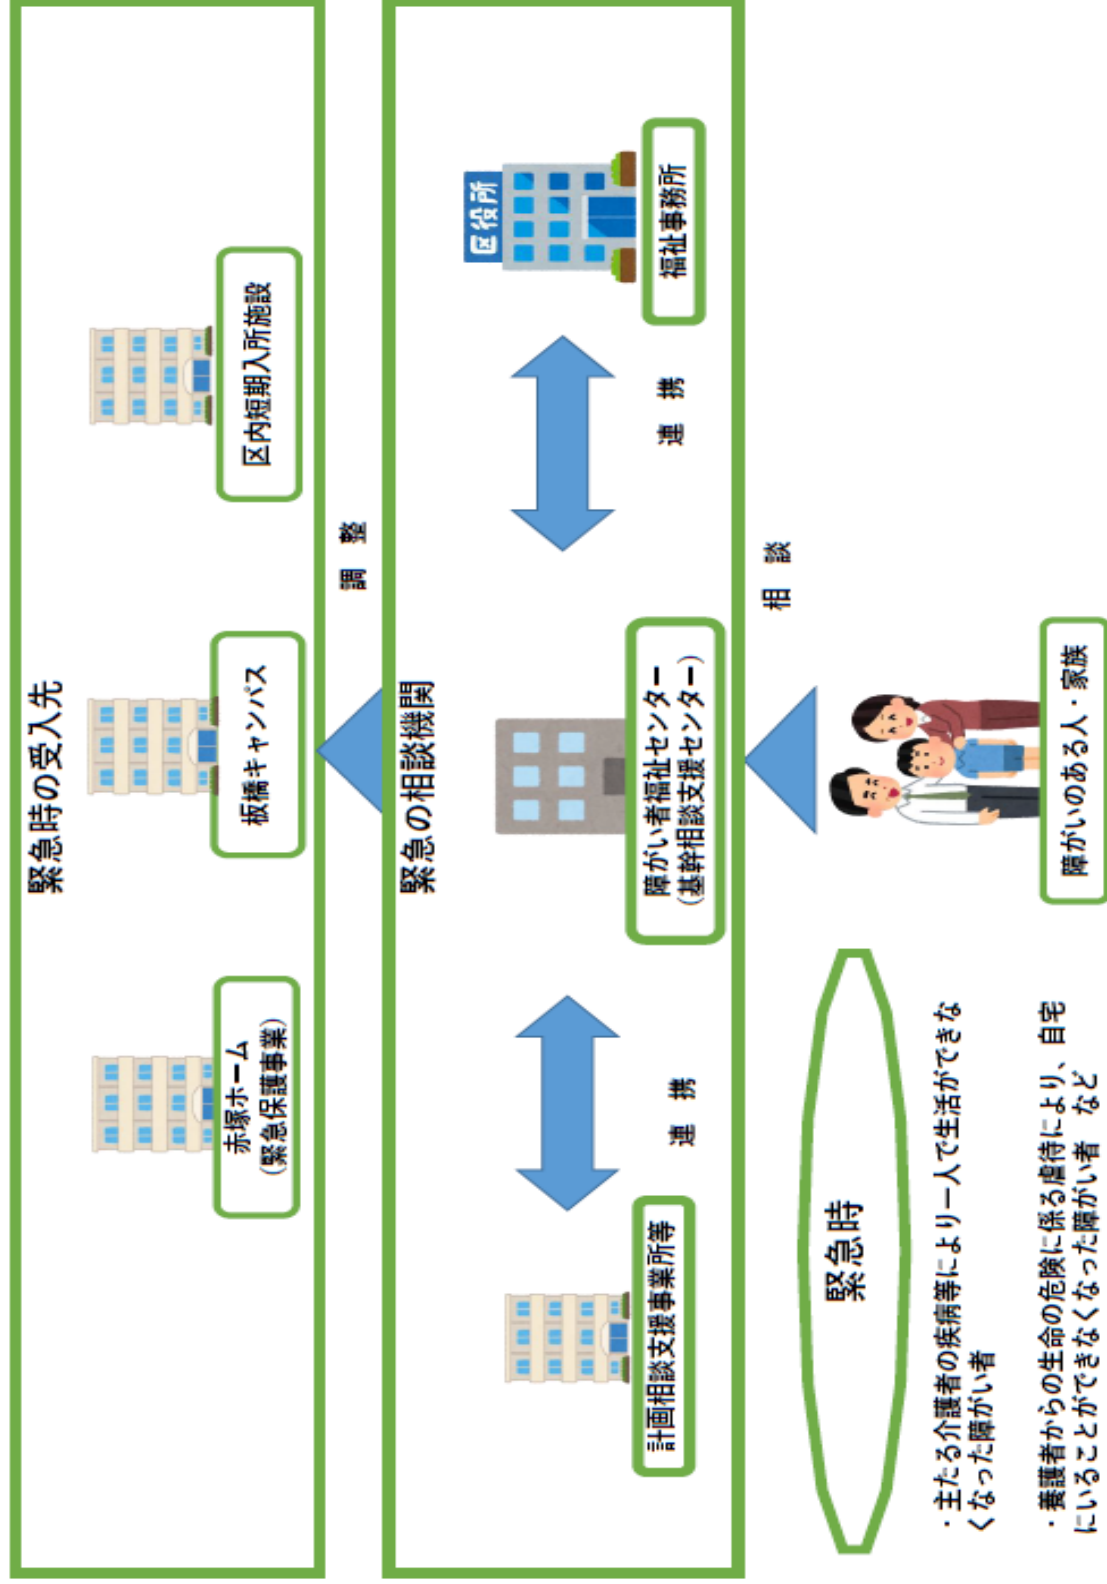 緊急時の受入先
赤塚ホーム
(緊急保護事業)
板橋キャンパス
区内短期入所施設
調 整
緊急の相談機関
計画相談支援事業所等
連 携
障がい者福祉センター
(基幹相談支援センター)
連 携
区役所
福祉事務所
相 談
緊急時
・主たる介護者の疾病等により一人で生活ができな
くなった障がい者
・養護者からの生命の危険に係る虐待により、自宅
にいることができなくなった障がい者 など
障がいのある人・家族